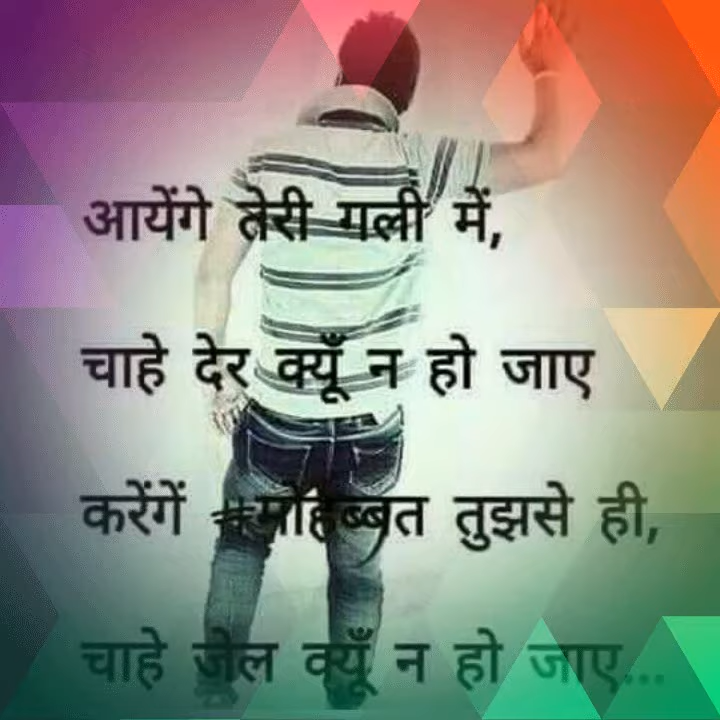 आयेंगे तेरी गली में,
चाहे देर क्यूँ न हो जाए
करेंगें #मोहब्बत तुझसे ही,
चाहे जेल क्यूँ न हो जाए...